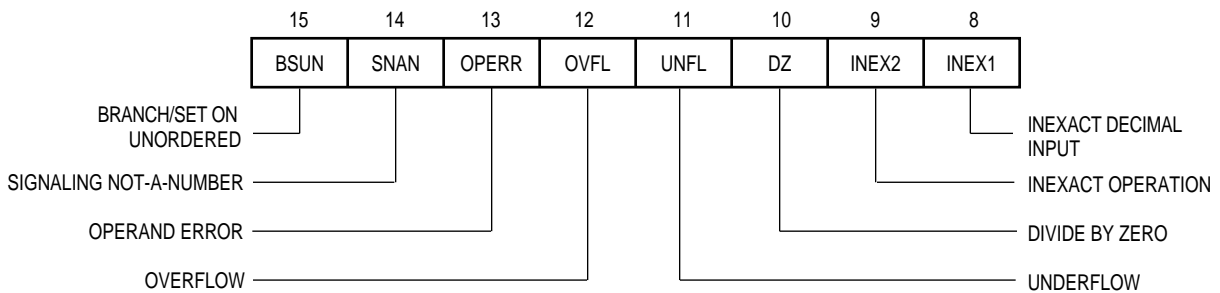 15 14 13 12 11 10 9 8
BSUN SNAN OPERR OVFL UNFL DZ INEX2 INEX1
BRANCH/SET ON
UNORDERED
INEXACT DECIMAL
INPUT
SIGNALING NOT-A-NUMBER
INEXACT OPERATION
OPERAND ERROR
DIVIDE BY ZERO
OVERFLOW
UNDERFLOW